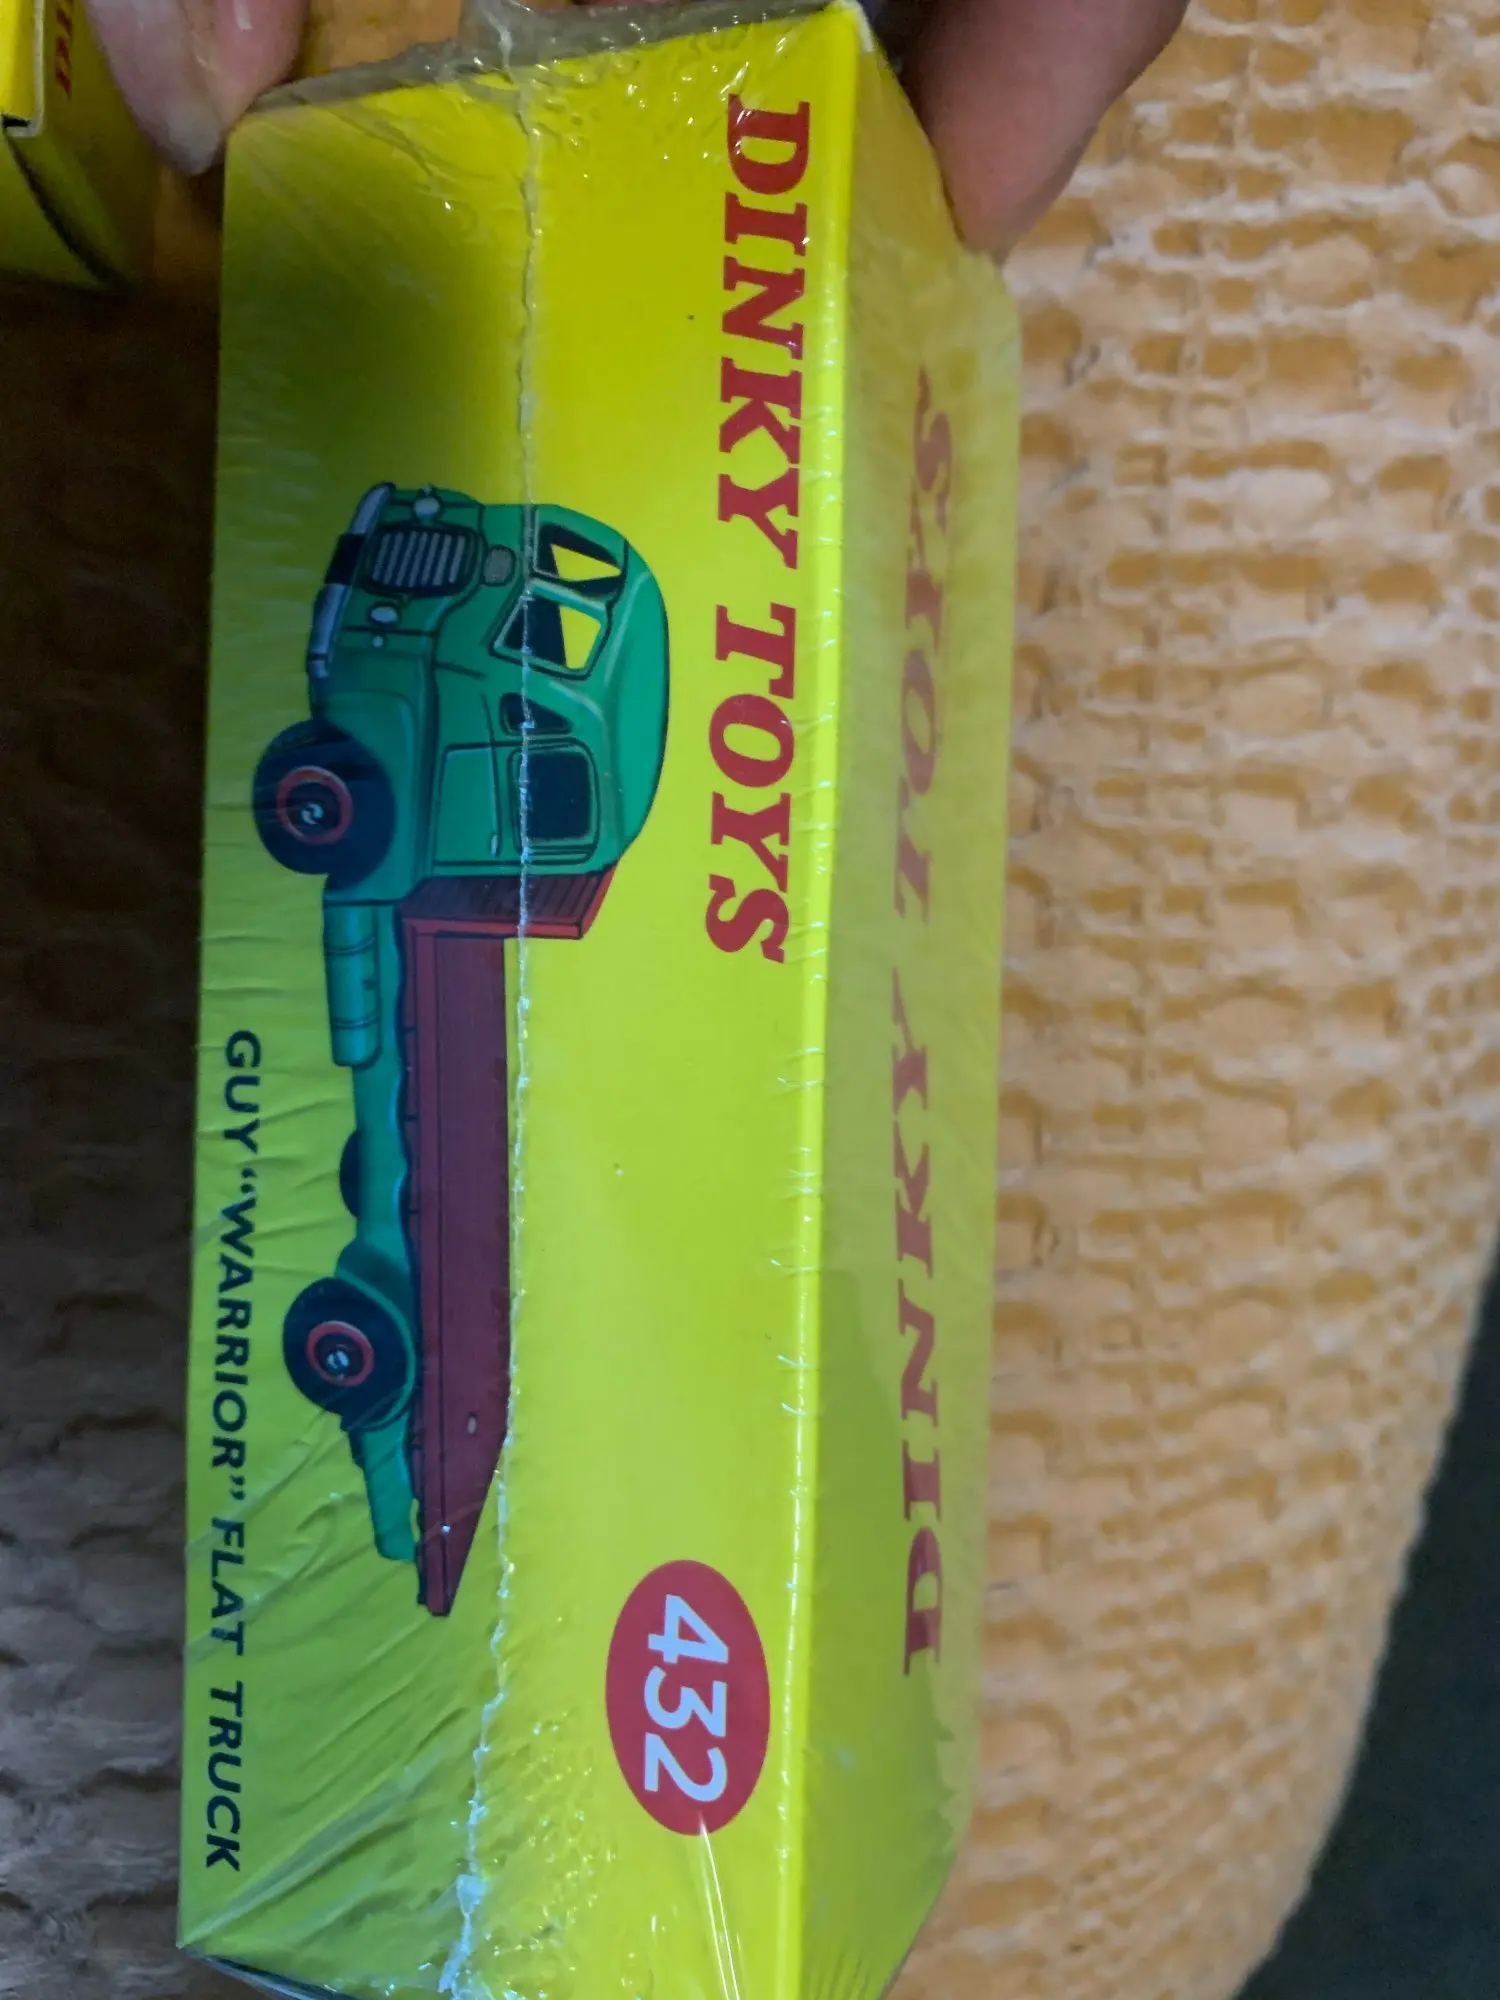 DINKY TOYS
432
GUY “WARRIOR” FLAT TRUCK
DINKY TOYS